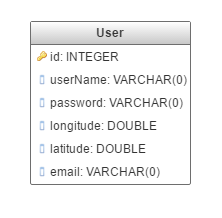 User
id: INTEGER
userName: VARCHAR(0)
password: VARCHAR(0)
longitude: DOUBLE
latitude: DOUBLE
email: VARCHAR(0)